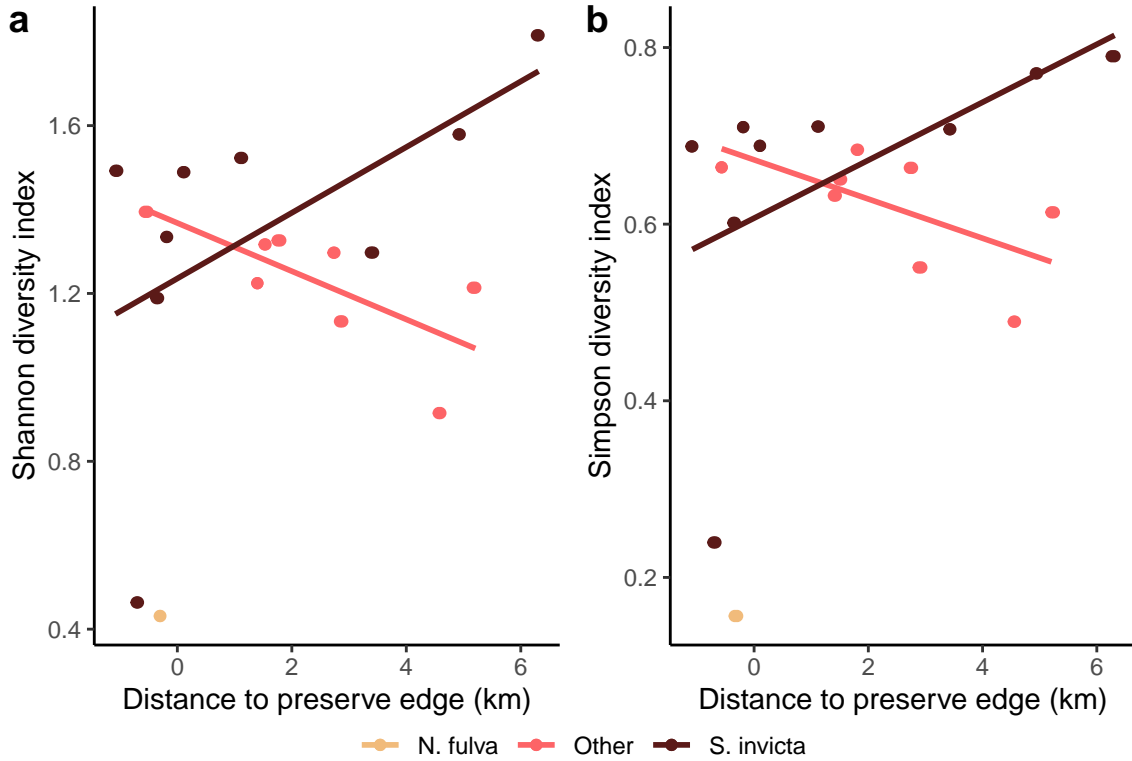 a
Shannon diversity index
1.6
1.2
0.8
0.4
0 2 4 6
Distance to preserve edge (km)
b
Simpson diversity index
0.8
0.6
0.4
0.2
0 2 4 6
Distance to preserve edge (km)
N. fulva Other S. invicta